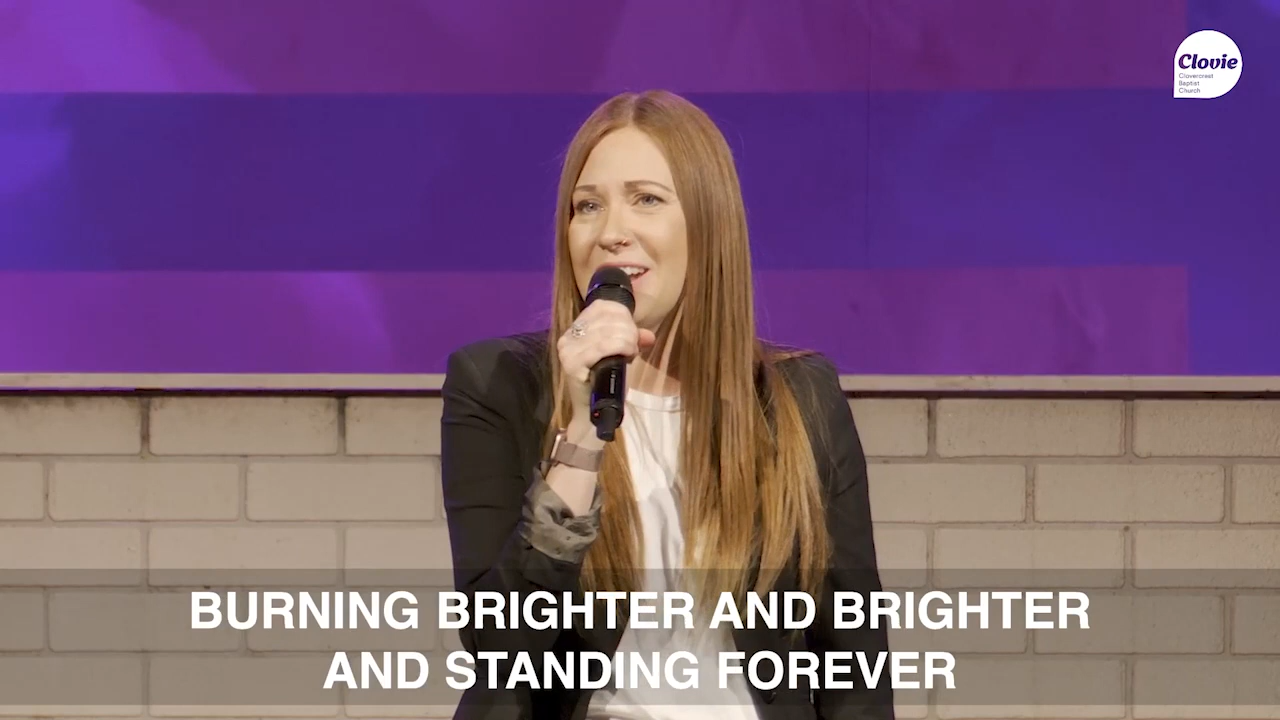 Clovie
Clovercrest
Baptist
Church
BURNING BRIGHTER AND BRIGHTER
AND STANDING FOREVER